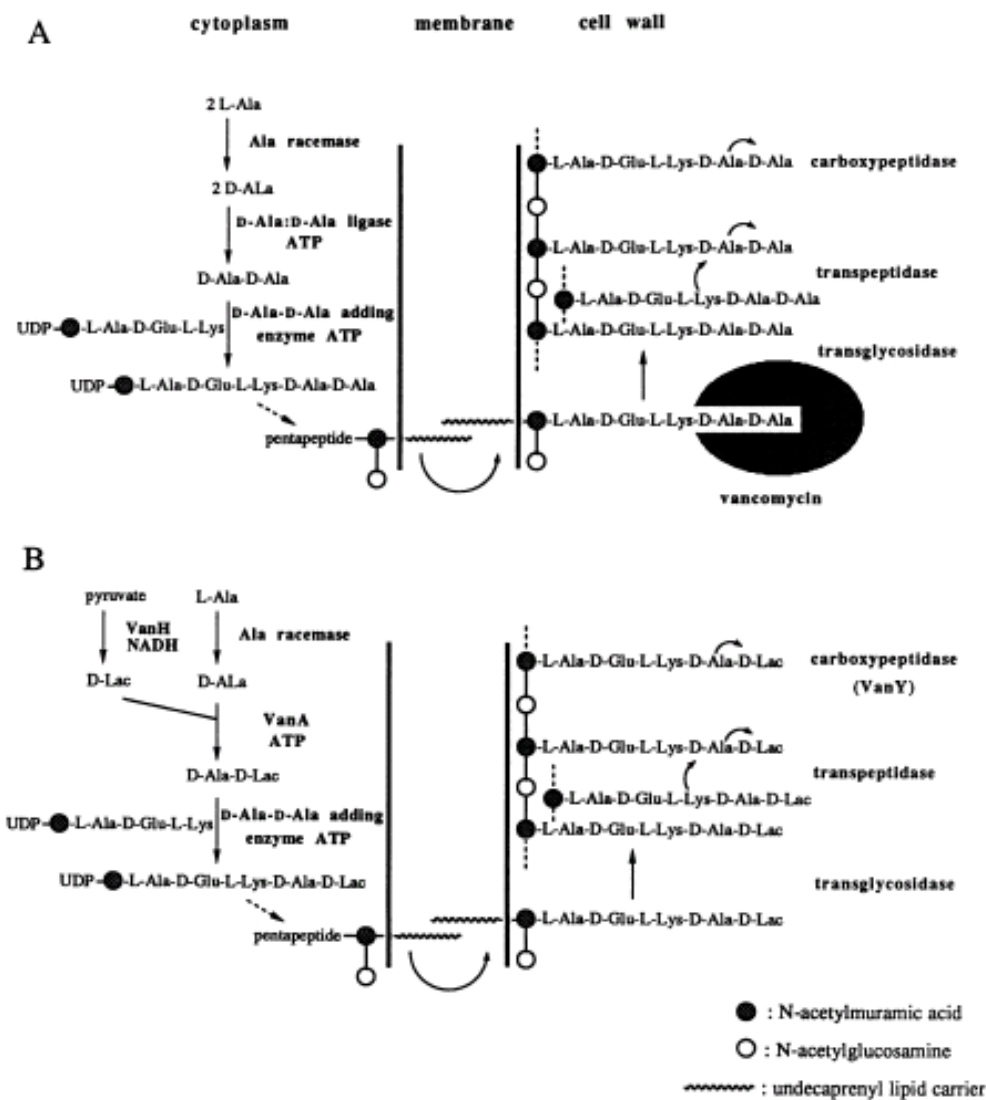 A
cytoplasm
membrane
cell wall
2 L-Ala
Ala racemase
2 D-ALa
D-Ala:D-Ala ligase
ATP
D-Ala-D-Ala
UDP-
-L-Ala-D-Glu-L-Lys
D-Ala-D-Ala adding
enzyme ATP
UDP-
-L-Ala-D-Glu-L-Lys-D-Ala-D-Ala
pentapeptide
-L-Ala-D-Glu-L-Lys-D-Ala-D-Ala
carboxypeptidase
-L-Ala-D-Glu-L-Lys-D-Ala-D-Ala
transpeptidase
-L-Ala-D-Glu-L-Lys-D-Ala-D-Ala
-L-Ala-D-Glu-L-Lys-D-Ala-D-Ala
transglycosidase
-L-Ala-D-Glu-L-Lys-D-Ala-D-Ala
vancomycin
B
pyruvate
L-Ala
VanH
NADH
Ala racemase
D-Lac
D-ALa
VanA
ATP
D-Ala-D-Lac
UDP-
-L-Ala-D-Glu-L-Lys
D-Ala-D-Ala adding
enzyme ATP
UDP-
-L-Ala-D-Glu-L-Lys-D-Ala-D-Lac
pentapeptide
-L-Ala-D-Glu-L-Lys-D-Ala-D-Lac
carboxypeptidase
(VanY)
-L-Ala-D-Glu-L-Lys-D-Ala-D-Lac
transpeptidase
-L-Ala-D-Glu-L-Lys-D-Ala-D-Lac
-L-Ala-D-Glu-L-Lys-D-Ala-D-Lac
transglycosidase
-L-Ala-D-Glu-L-Lys-D-Ala-D-Lac
: N-acetylmuramic acid
: N-acetylglucosamine
: undecaprenyl lipid carrier